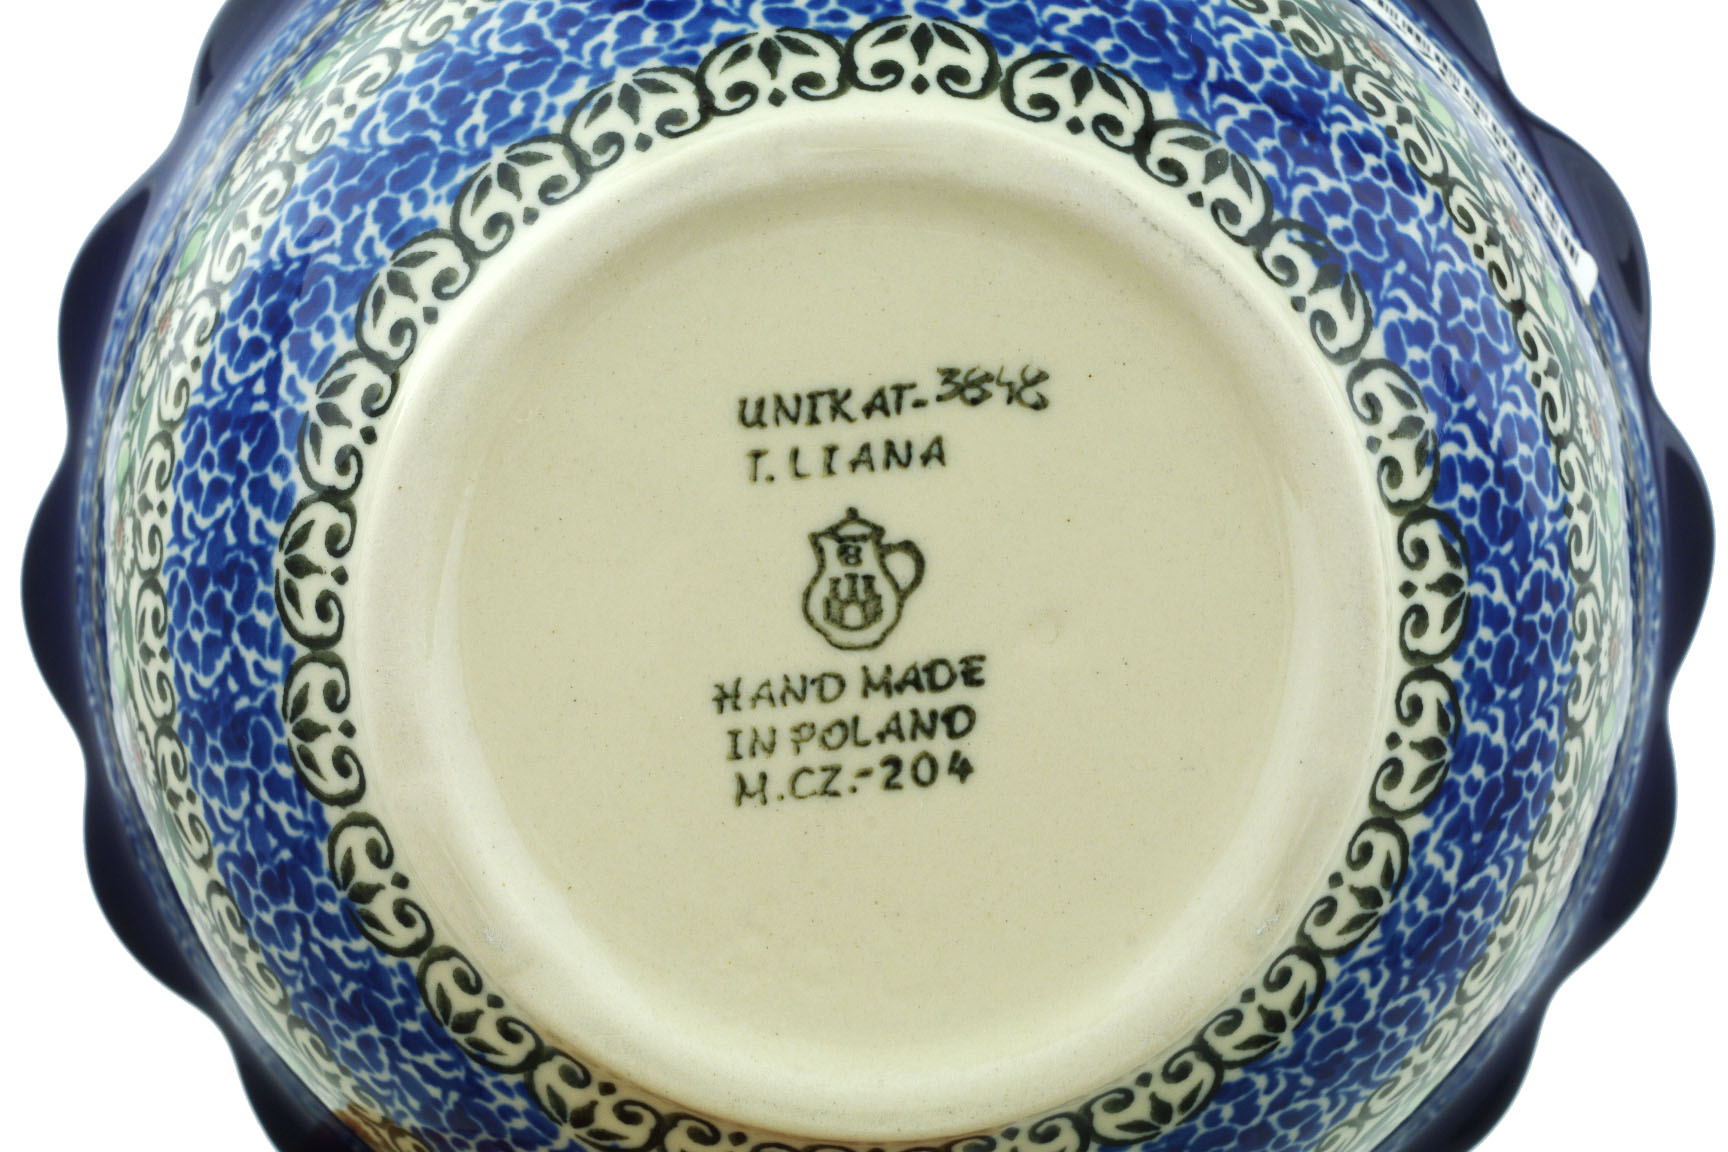 UNIKAT-3848
T. LIANA
HAND MADE
IN POLAND
M.CZ.-204